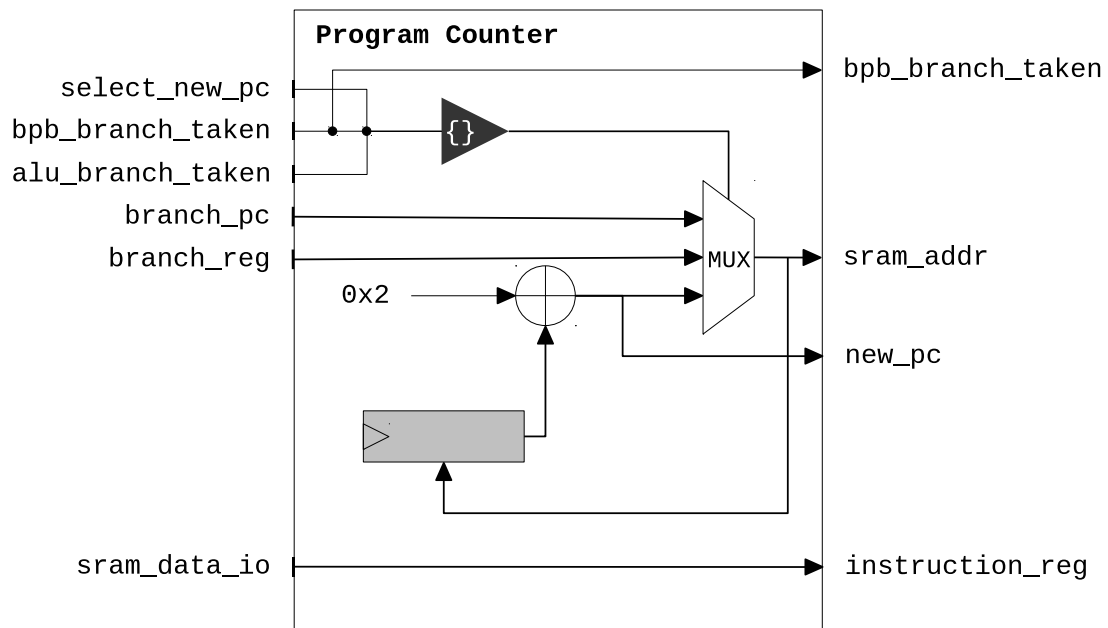 Program Counter
select_new_pc
bpb_branch_taken
alu_branch_taken
branch_pc
branch_reg
{}
MUX
0x2
bpb_branch_taken
sram_addr
new_pc
sram_data_io
instruction_reg